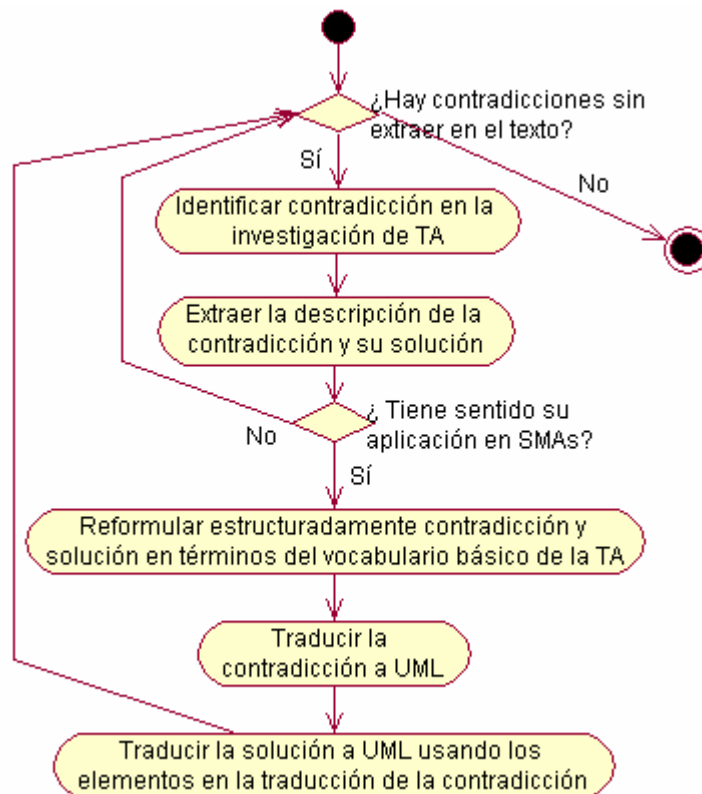 ¿Hay contradicciones sin
extraer en el texto?
Sí
No
Identificar contradicción en la
investigación de TA
Extraer la descripción de la
contradicción y su solución
¿ Tiene sentido su
aplicación en SMAs?
No
Sí
Reformular estructuradamente contradicción y
solución en términos del vocabulario básico de la TA
Traducir la
contradicción a UML
Traducir la solución a UML usando los
elementos en la traducción de la contradicción